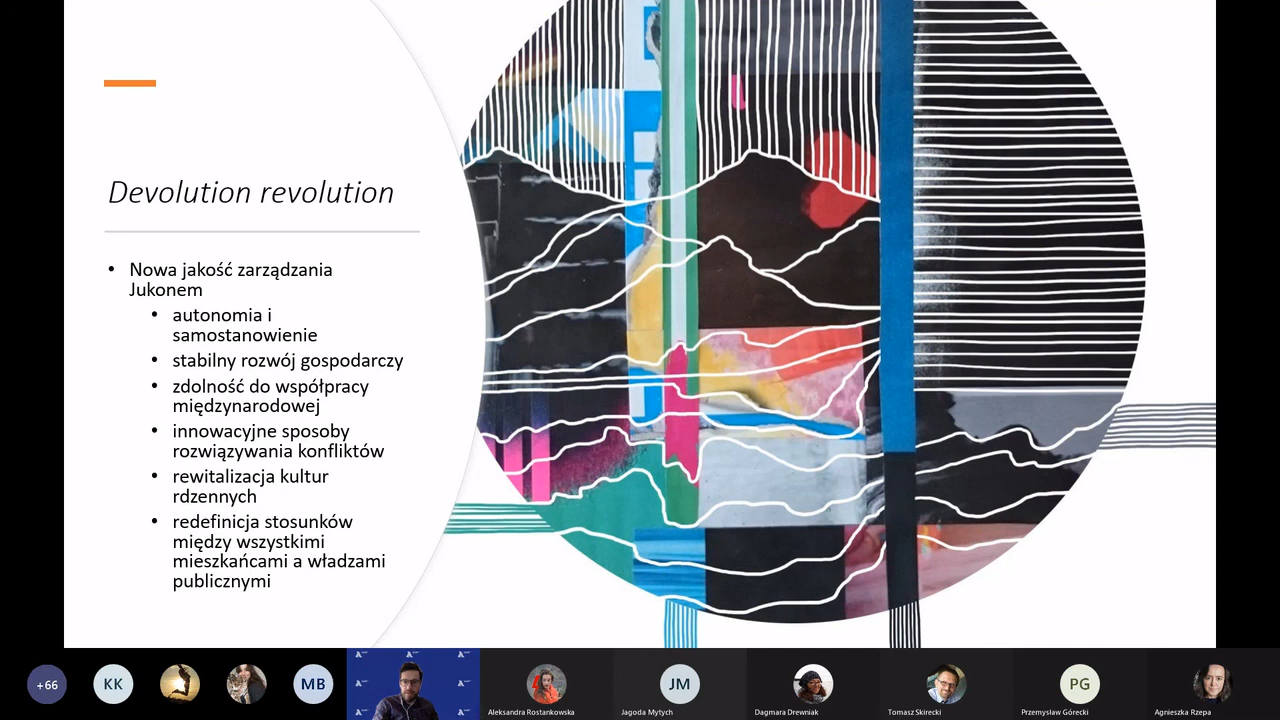 Devolution revolution
• Nowa jakość zarządzania
Jukonem
• autonomia i
samostanowienie
• stabilny rozwój gospodarczy
• zdolność do współpracy
międzynarodowej
• innowacyjne sposoby
rozwiązywania konfliktów
• rewitalizacja kultur
rdzennych
• redefinicja stosunków
między wszystkimi
mieszkańcami a władzami
publicznymi
+66
KK
MB
JM
PG
Aleksandra Rostankowska
Jagoda Mytych
Dagmara Drewniak
Tomasz Skirecki
Przemysław Górecki
Agnieszka Rzepa